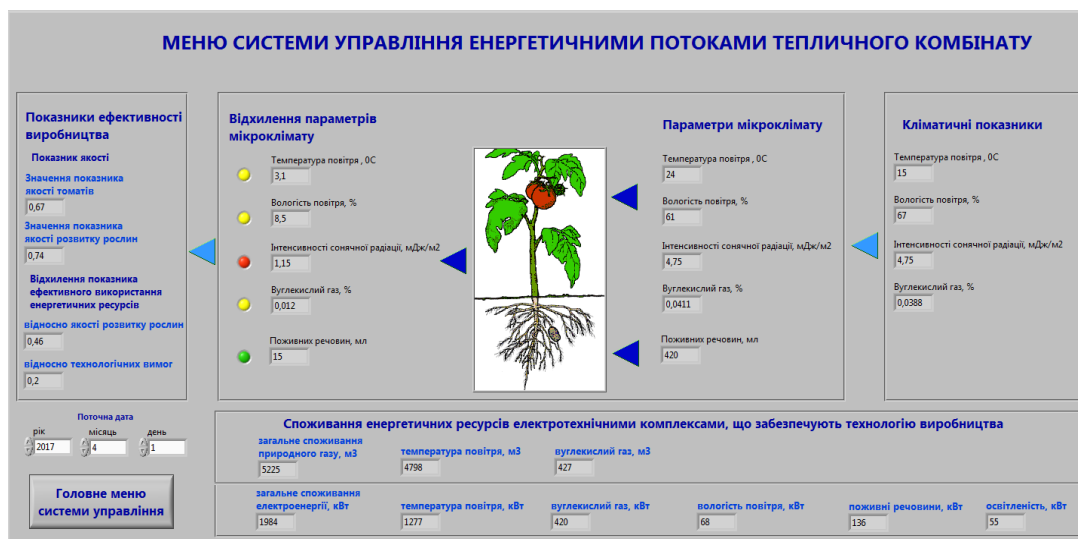 МЕНЮ СИСТЕМИ УПРАВЛІННЯ ЕНЕРГЕТИЧНИМИ ПОТОКАМИ ТЕПЛИЧНОГО КОМБІНАТУ
Показники ефективності
виробництва
Показник якості
Значення показника
якості томатів
0,67
Значення показника
якості розвитку рослин
0,74
Відхилення показника
ефективного використання
енергетичних ресурсів
відносно якості розвитку рослин
0,46
відносно технологічних вимог
0,2
Відхилення параметрів
мікроклімату
Температура повітря , 0С
3,1
Вологість повітря, %
8,5
Інтенсивності сонячної радіації, мДж/м2
1,15
Вуглекислий газ, %
0,012
Поживних речовин, мл
15
Параметри мікроклімату
Температура повітря , 0С
24
Вологість повітря, %
61
Інтенсивності сонячної радіації, мДж/м2
4,75
Вуглекислий газ, %
0,0411
Поживних речовин, мл
420
Кліматичні показники
Температура повітря , 0С
15
Вологість повітря, %
67
Інтенсивності сонячної радіації, мДж/м2
4,75
Вуглекислий газ, %
0,0388
Поточна дата
рік місяць день
2017 4 1
Головне меню
системи управління
Споживання енергетичних ресурсів електротехнічними комплексами, що забезпечують технологію виробництва
загальне споживання
природного газу, м3 температура повітря, м3 вуглекислий газ, м3
5225 4798 427
загальне споживання
електроенергії, кВт температура повітря, кВт вуглекислий газ, кВт вологість повітря, кВт поживні речовини, кВт освітленість, кВт
1984 1277 420 68 136 55